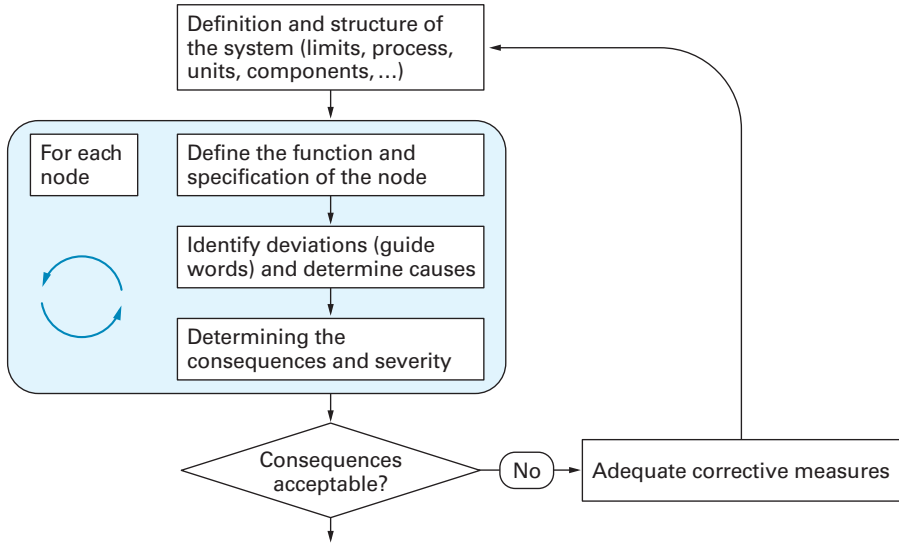 Definition and structure of
the system (limits, process,
units, components, …)
For each
node
Define the function and
specification of the node
Identify deviations (guide
words) and determine causes
Determining the
consequences and severity
Consequences
acceptable?
No
Adequate corrective measures